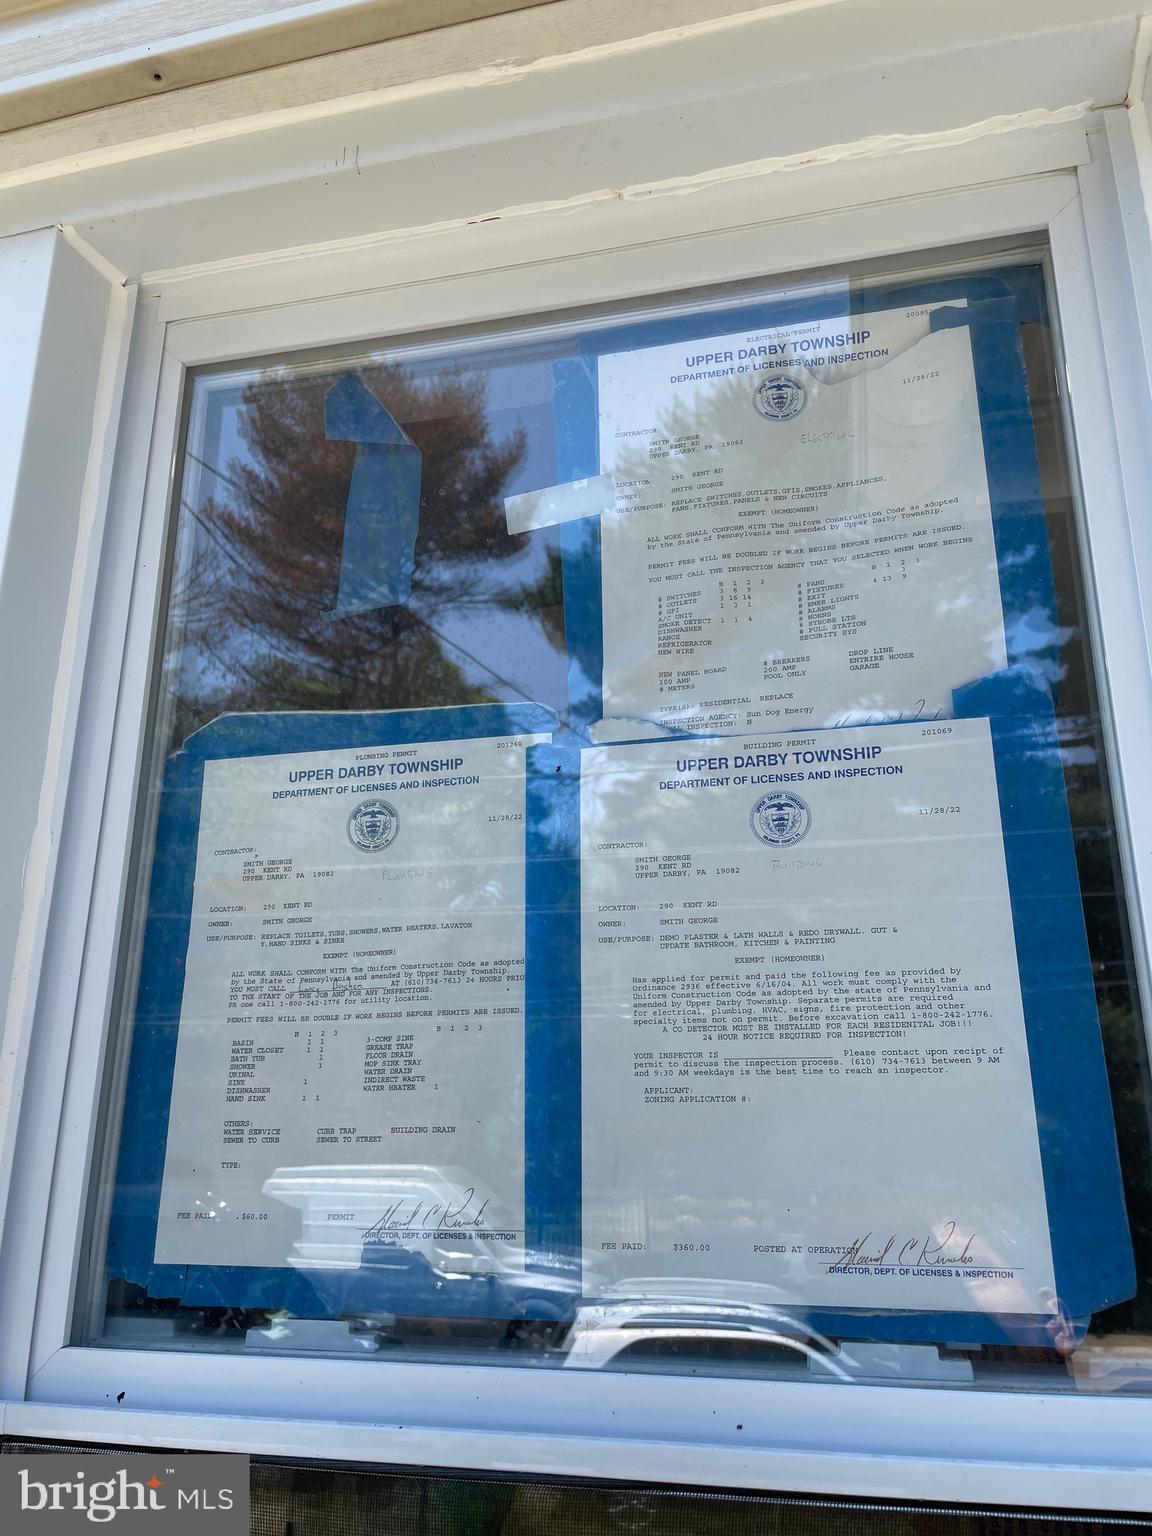 ELECTRICAL PERMIT
UPPER DARBY TOWNSHIP
DEPARTMENT OF LICENSES AND INSPECTION
11/28/22
CONTRACTOR:
SMITH GEORGE
290 KENT RD
UPPER DARBY, PA 19082
ELECTRICAL
LOCATION: 290 KENT RD
OWNER: SMITH GEORGE
USE/PURPOSE: REPLACE SWITCHES,OUTLETS,GFIS,SMOKES,APPLIANCES,
FANS,FIXTURES,PANELS & NEW CIRCUITS
EXEMPT (HOMEOWNER)
ALL WORK SHALL CONFORM WITH The Uniform Construction Code as adopted
by the State of Pennsylvania and amended by Upper Darby Township.
PERMIT FEES WILL BE DOUBLED IF WORK BEGINS BEFORE PERMITS ARE ISSUED.
YOU MUST CALL THE INSPECTION AGENCY THAT YOU SELECTED WHEN WORK BEGINS
B 1 2 3 B 1 2 3
# SWITCHES 3 6 9 # FANS 3
# OUTLETS 3 16 14 # FIXTURES 4 13 9
# GFI 1 3 1 # EXIT
A/C UNIT # EMER LIGHTS
SMOKE DETECT 1 1 4 # ALARMS
DISHWASHER # HORNS
RANGE # STROBE LTS
REFRIGERATOR # PULL STATION
NEW WIRE SECURITY SYS
NEW PANEL BOARD # BREAKERS DROP LINE
100 AMP 200 AMP ENTRIRE HOUSE
# METERS POOL ONLY GARAGE
TYPE(S): RESIDENTIAL REPLACE
INSPECTION AGENCY: Sun Dog Energy
INSPECTION: N
PLUMBING PERMIT 201260
UPPER DARBY TOWNSHIP
DEPARTMENT OF LICENSES AND INSPECTION
11/28/22
CONTRACTOR:
SMITH GEORGE
290 KENT RD
UPPER DARBY, PA 19082
PLUMBING
LOCATION: 290 KENT RD
OWNER: SMITH GEORGE
USE/PURPOSE: REPLACE TOILETS,TUBS,SHOWERS,WATER HEATERS,LAVATOR
Y,HAND SINKS & SINKS
EXEMPT (HOMEOWNER)
ALL WORK SHALL CONFORM WITH The Uniform Construction Code as adopted
by the State of Pennsylvania and amended by Upper Darby Township.
YOU MUST CALL AT (610)734-7613 24 HOURS PRIO
TO THE START OF THE JOB AND FOR ANY INSPECTIONS.
PA one call 1-800-242-1776 for utility location.
PERMIT FEES WILL BE DOUBLE IF WORK BEGINS BEFORE PERMITS ARE ISSUED.
B 1 2 3 B 1 2 3
BASIN 1 1 3-COMP SINK
WATER CLOSET 1 1 GREASE TRAP
BATH TUB 1 FLOOR DRAIN
SHOWER 1 MOP SINK TRAY
URINAL WATER DRAIN
SINK 1 INDIRECT WASTE
DISHWASHER WATER HEATER 1
HAND SINK 1 1
OTHERS:
WATER SERVICE CURB TRAP BUILDING DRAIN
SEWER TO CURB SEWER TO STREET
TYPE:
FEE PAID: $60.00 PERMIT
DIRECTOR, DEPT. OF LICENSES & INSPECTION
BUILDING PERMIT 201069
UPPER DARBY TOWNSHIP
DEPARTMENT OF LICENSES AND INSPECTION
11/28/22
CONTRACTOR:
SMITH GEORGE
290 KENT RD
UPPER DARBY, PA 19082
BUILDING
LOCATION: 290 KENT RD
OWNER: SMITH GEORGE
USE/PURPOSE: DEMO PLASTER & LATH WALLS & REDO DRYWALL. GUT &
UPDATE BATHROOM, KITCHEN & PAINTING
EXEMPT (HOMEOWNER)
Has applied for permit and paid the following fee as provided by
Ordinance 2936 effective 6/16/04. All work must comply with the
Uniform Construction Code as adopted by the state of Pennsylvania and
amended by Upper Darby Township. Separate permits are required
for electrical, plumbing, HVAC, signs, fire protection and other
specialty items not on permit. Before excavation call 1-800-242-1776.
A CO DETECTOR MUST BE INSTALLED FOR EACH RESIDENITAL JOB!!!
24 HOUR NOTICE REQUIRED FOR INSPECTION!
YOUR INSPECTOR IS Please contact upon receipt of
permit to discuss the inspection process. (610) 734-7613 between 9 AM
and 9:30 AM weekdays is the best time to reach an inspector.
APPLICANT:
ZONING APPLICATION #:
FEE PAID: $360.00 POSTED AT OPERATION
DIRECTOR, DEPT. OF LICENSES & INSPECTION
bright™ MLS